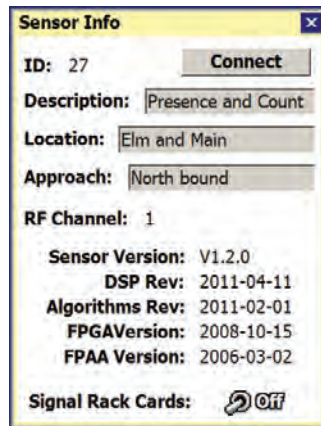 Sensor Info
ID: 27 Connect
Description: Presence and Count
Location: Elm and Main
Approach: North bound
RF Channel: 1
Sensor Version: V1.2.0
DSP Rev: 2011-04-11
Algorithms Rev: 2011-02-01
FPGAVersion: 2008-10-15
FPAA Version: 2006-03-02
Signal Rack Cards: Off